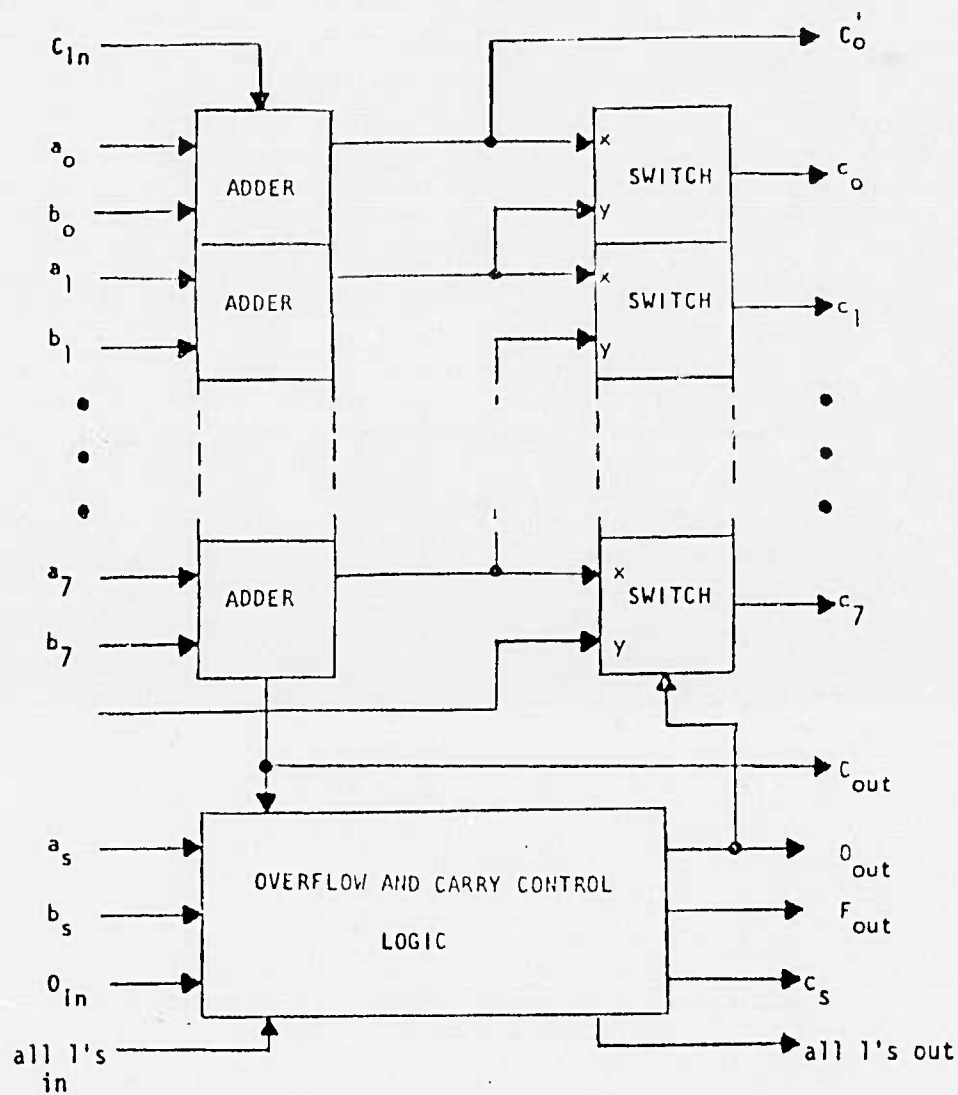 C_in
C_o'
a_o
x
ADDER
SWITCH
c_o
b_o
y
a_1
x
ADDER
SWITCH
c_1
b_1
y
a_7
x
ADDER
SWITCH
c_7
b_7
y
C_out
a_s
O_out
OVERFLOW AND CARRY CONTROL
LOGIC
b_s
F_out
O_in
c_s
all 1's
in
all 1's out